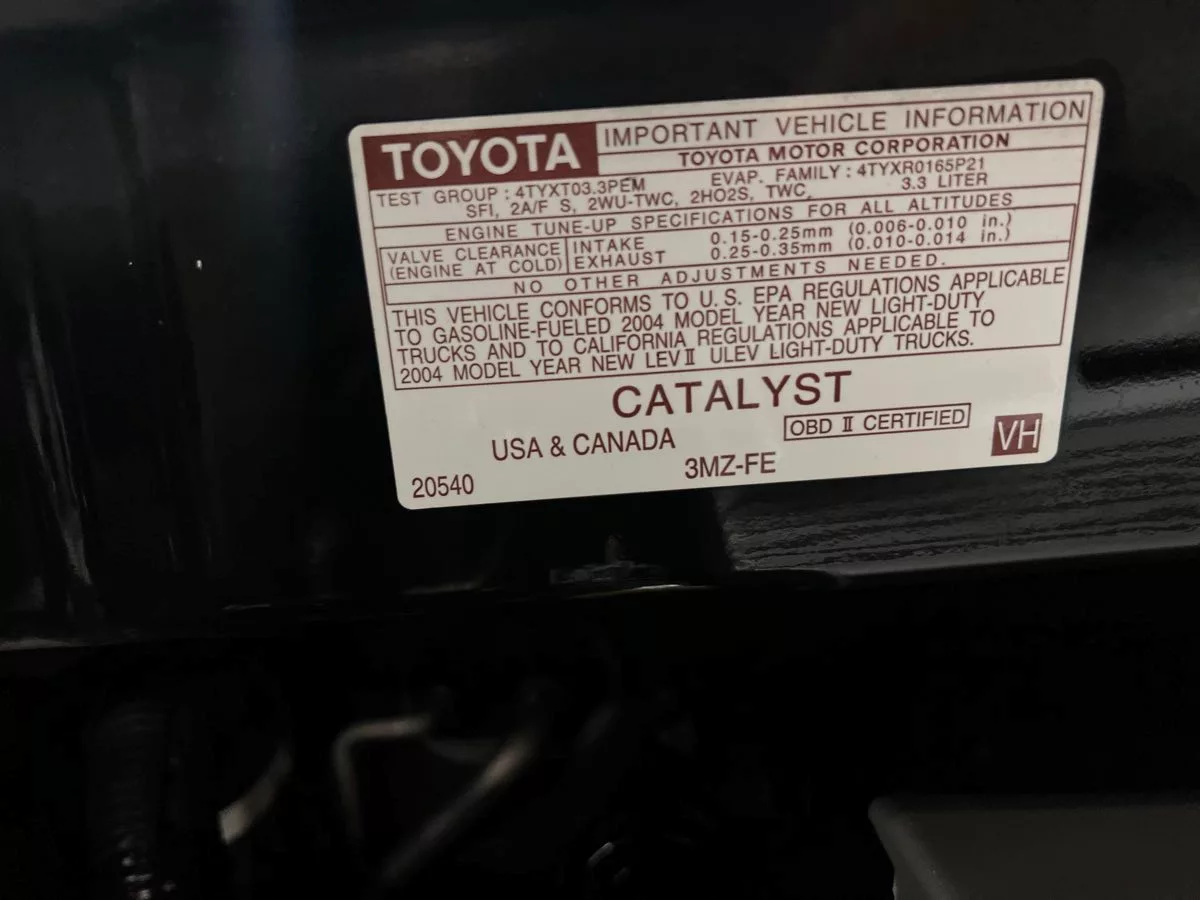 TOYOTA IMPORTANT VEHICLE INFORMATION
TOYOTA MOTOR CORPORATION
TEST GROUP : 4TYXT03.3PEM EVAP. FAMILY : 4TYXR0165P21
SFI, 2A/F S, 2WU-TWC, 2HO2S, TWC, 3.3 LITER
ENGINE TUNE-UP SPECIFICATIONS FOR ALL ALTITUDES
VALVE CLEARANCE INTAKE 0.15-0.25mm (0.006-0.010 in.)
(ENGINE AT COLD) EXHAUST 0.25-0.35mm (0.010-0.014 in.)
NO OTHER ADJUSTMENTS NEEDED.
THIS VEHICLE CONFORMS TO U.S. EPA REGULATIONS APPLICABLE
TO GASOLINE-FUELED 2004 MODEL YEAR NEW LIGHT-DUTY
TRUCKS AND TO CALIFORNIA REGULATIONS APPLICABLE TO
2004 MODEL YEAR NEW LEV II ULEV LIGHT-DUTY TRUCKS.
CATALYST
USA & CANADA OBD II CERTIFIED VH
20540 3MZ-FE